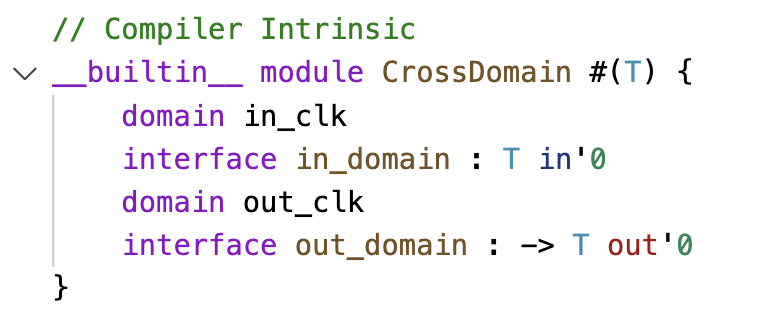 // Compiler Intrinsic
__builtin__ module CrossDomain #(T) {
    domain in_clk
    interface in_domain : T in'0
    domain out_clk
    interface out_domain : -> T out'0
}